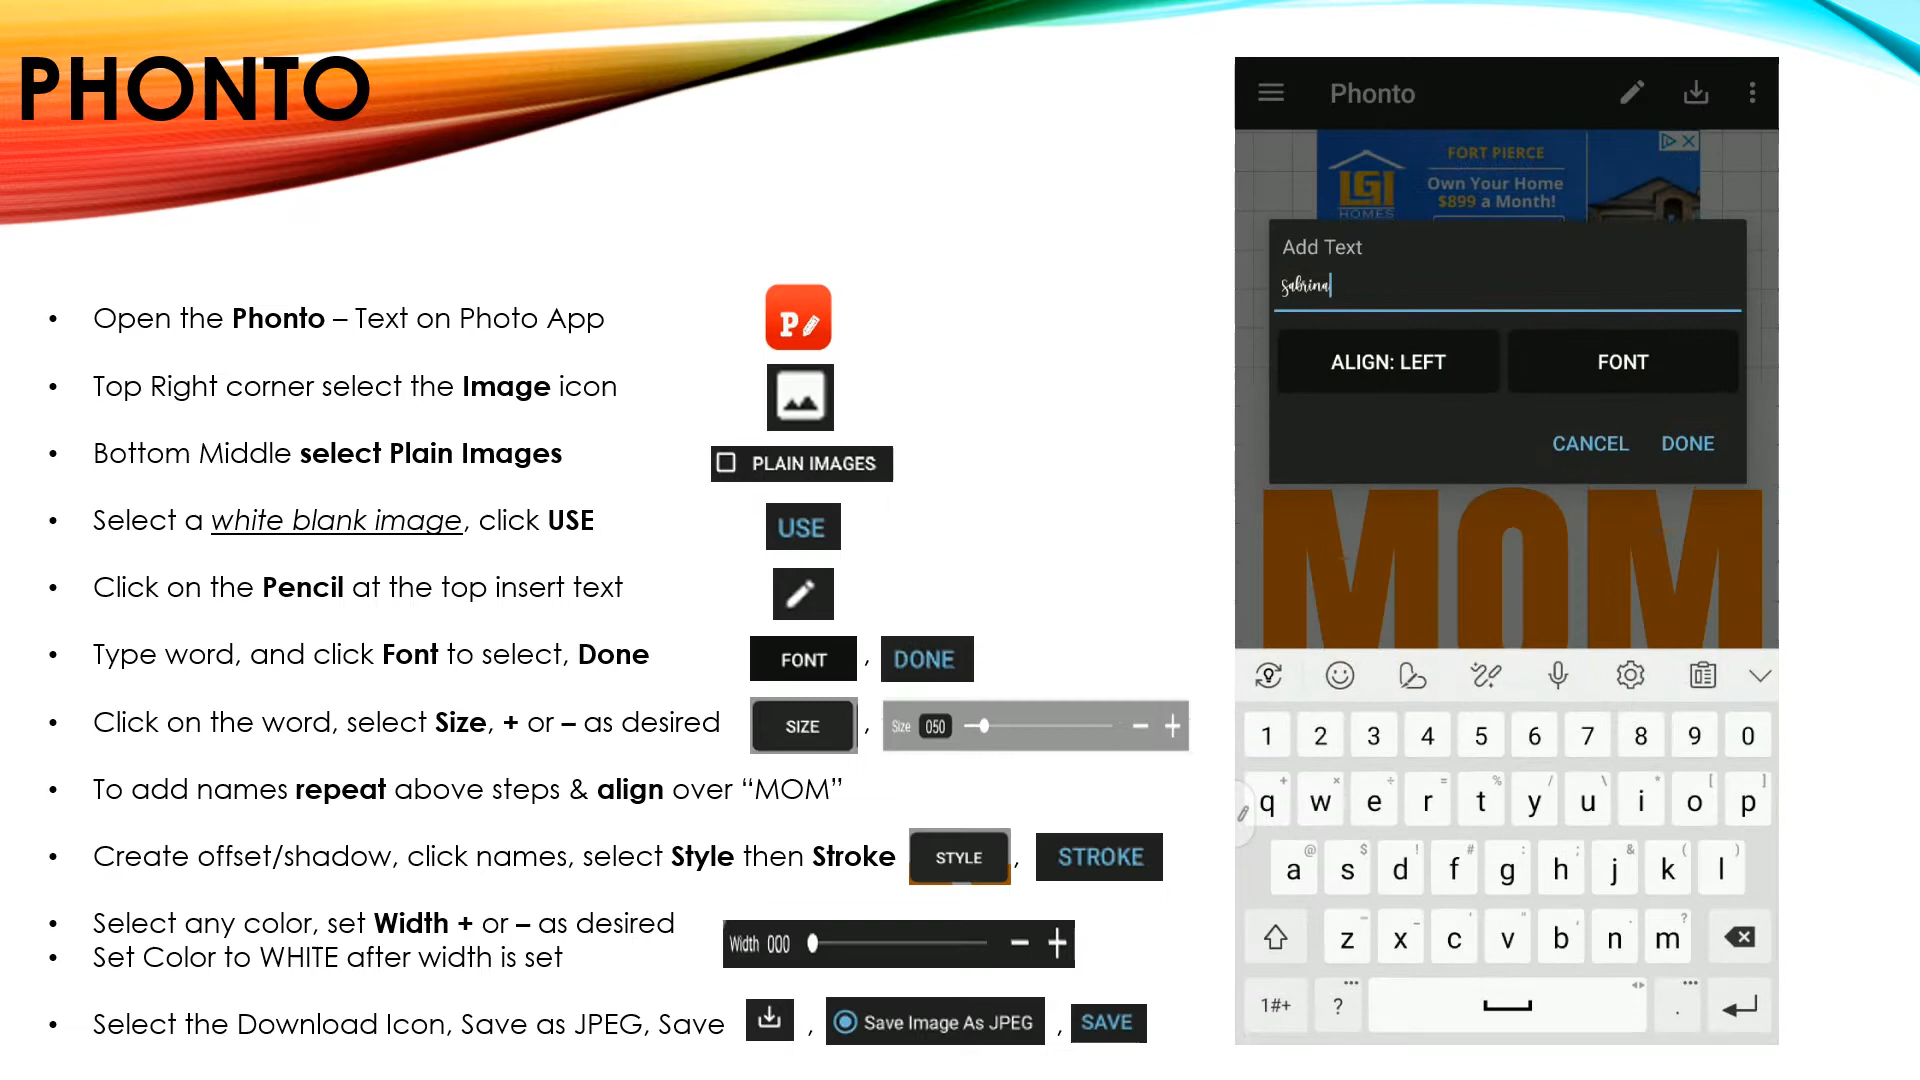 PHONTO
• Open the Phonto – Text on Photo App
P
• Top Right corner select the Image icon
• Bottom Middle select Plain Images
PLAIN IMAGES
• Select a white blank image, click USE
USE
• Click on the Pencil at the top insert text
• Type word, and click Font to select, Done
FONT , DONE
• Click on the word, select Size, + or – as desired
SIZE , Size 050 − +
• To add names repeat above steps & align over “MOM”
• Create offset/shadow, click names, select Style then Stroke
STYLE , STROKE
• Select any color, set Width + or – as desired
Width 000 − +
• Set Color to WHITE after width is set
• Select the Download Icon, Save as JPEG, Save
, Save Image As JPEG , SAVE
Phonto
FORT PIERCE
LGI
HOMES
Own Your Home
$899 a Month!
Add Text
Sabrina
ALIGN: LEFT FONT
CANCEL DONE
MOM
1 2 3 4 5 6 7 8 9 0
+ × ÷ = % / \ * [ ]
q w e r t y u i o p
@ $ ! # : ; & ( )
a s d f g h j k l
z x c v b n m
1#+ ? .